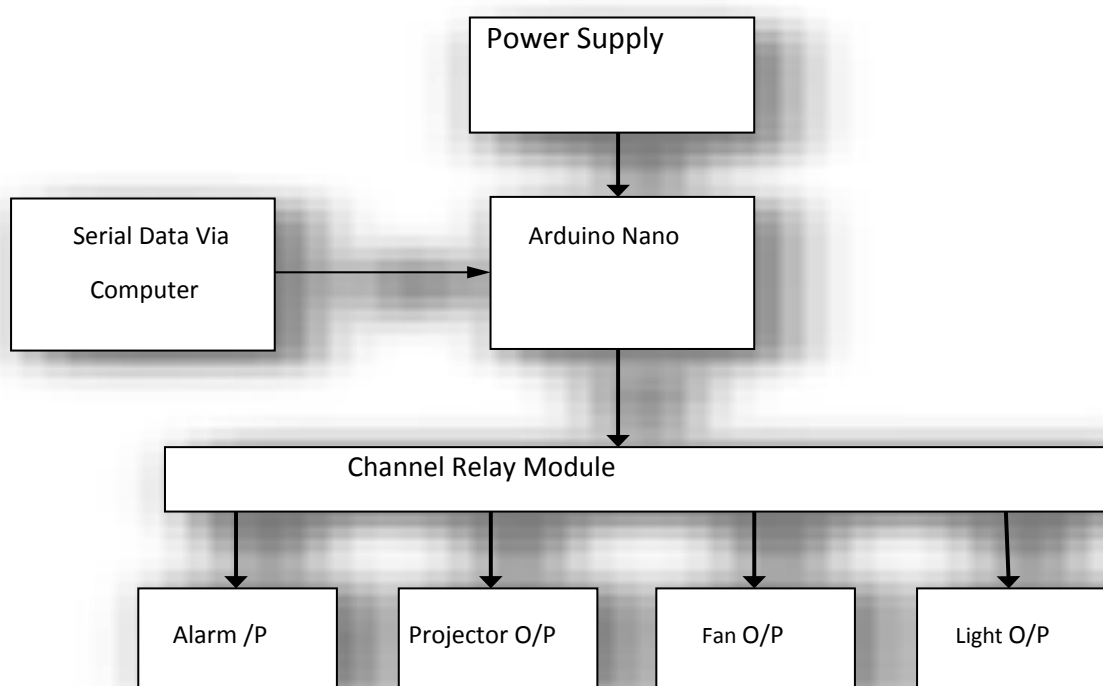 Power Supply
Serial Data Via
Computer
Arduino Nano
Channel Relay Module
Alarm /P
Projector O/P
Fan O/P
Light O/P